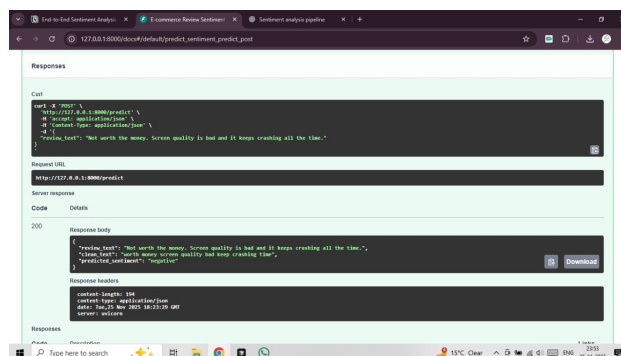 End-to-End Sentiment Analysis
E-commerce Review Sentiment
Sentiment analysis pipeline
127.0.0.1:8000/docs#/default/predict_sentiment_predict_post
Responses
Curl
curl -X 'POST' \
'http://127.0.0.1:8000/predict' \
-H 'accept: application/json' \
-H 'Content-Type: application/json' \
-d '{
"review_text": "Not worth the money. Screen quality is bad and it keeps crashing all the time."
}
'
Request URL
http://127.0.0.1:8000/predict
Server response
Code Details
200
Response body
{
"review_text": "Not worth the money. Screen quality is bad and it keeps crashing all the time.",
"clean_text": "worth money screen quality bad keep crashing time",
"predicted_sentiment": "negative"
}
Download
Response headers
content-length: 194
content-type: application/json
date: Tue,25 Nov 2025 18:23:29 GMT
server: uvicorn
Responses
Code Description Links
Type here to search
15°C Clear
ENG
23:53